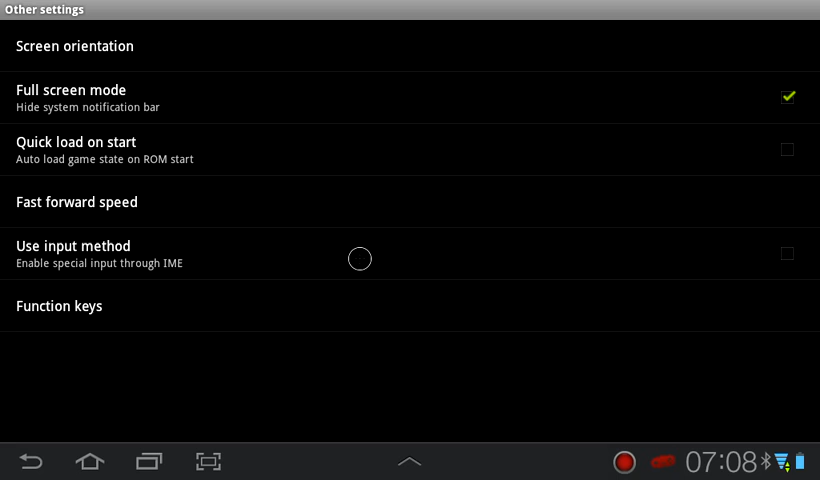 Other settings
Screen orientation
Full screen mode
Hide system notification bar
Quick load on start
Auto load game state on ROM start
Fast forward speed
Use input method
Enable special input through IME
Function keys
07:08